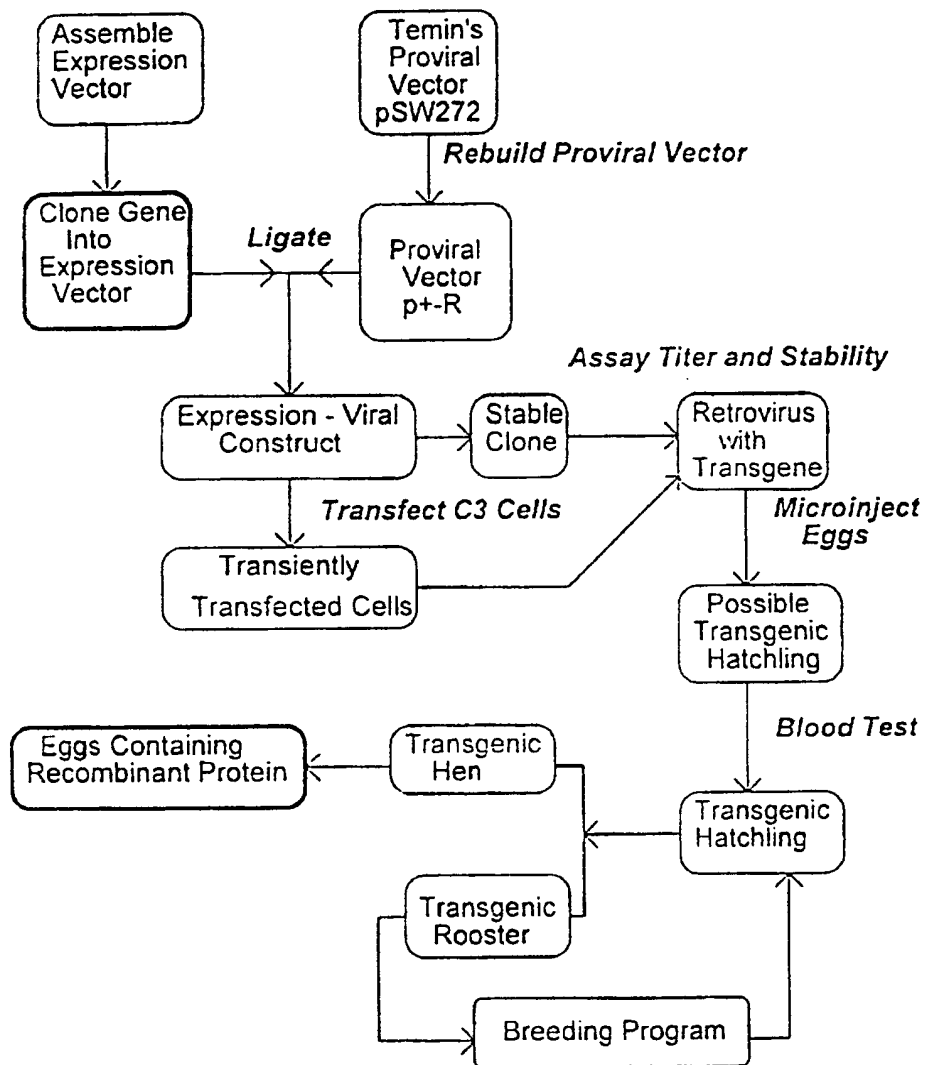 Assemble
Expression
Vector
Temin's
Proviral
Vector
pSW272
Rebuild Proviral Vector
Clone Gene
Into
Expression
Vector
Ligate
Proviral
Vector
p+-R
Assay Titer and Stability
Expression - Viral
Construct
Stable
Clone
Retrovirus
with
Transgene
Transfect C3 Cells
Microinject
Eggs
Transiently
Transfected Cells
Possible
Transgenic
Hatchling
Blood Test
Eggs Containing
Recombinant Protein
Transgenic
Hen
Transgenic
Hatchling
Transgenic
Rooster
Breeding Program